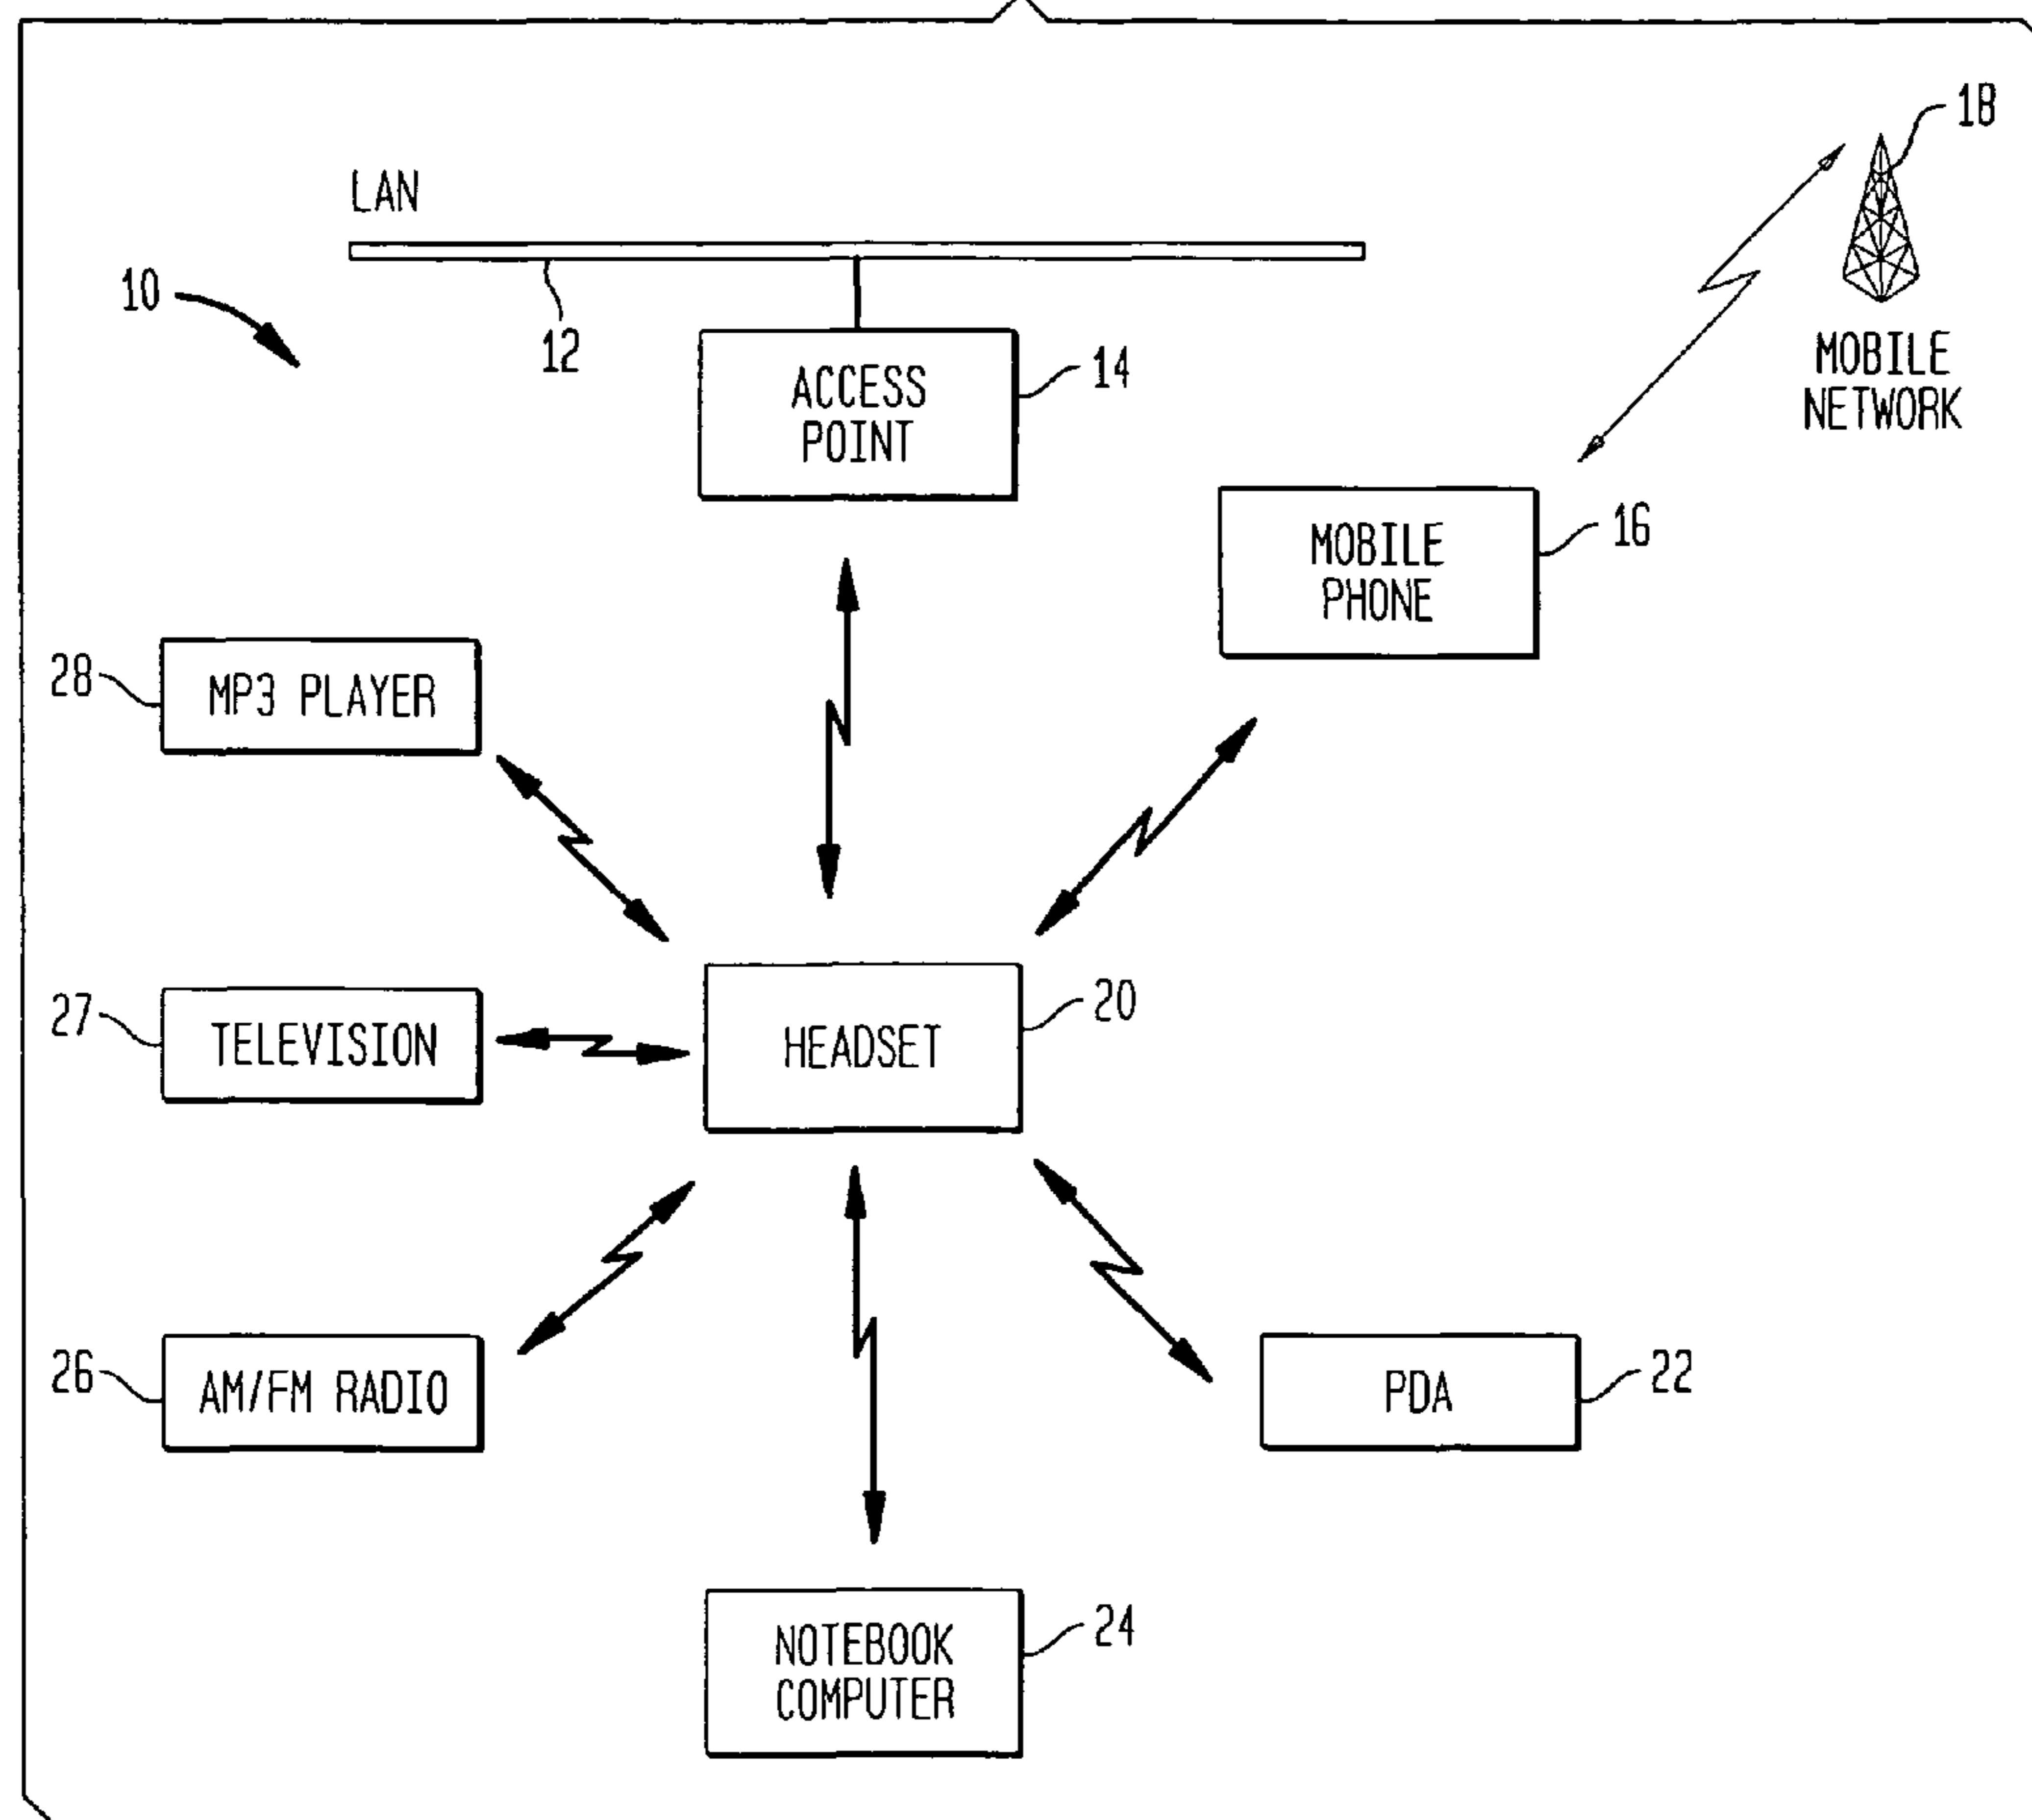 18
LAN
10
12
ACCESS
POINT
14
MOBILE
NETWORK
MOBILE
PHONE
16
28
MP3 PLAYER
27
TELEVISION
HEADSET
20
26
AM/FM RADIO
PDA
22
NOTEBOOK
COMPUTER
24